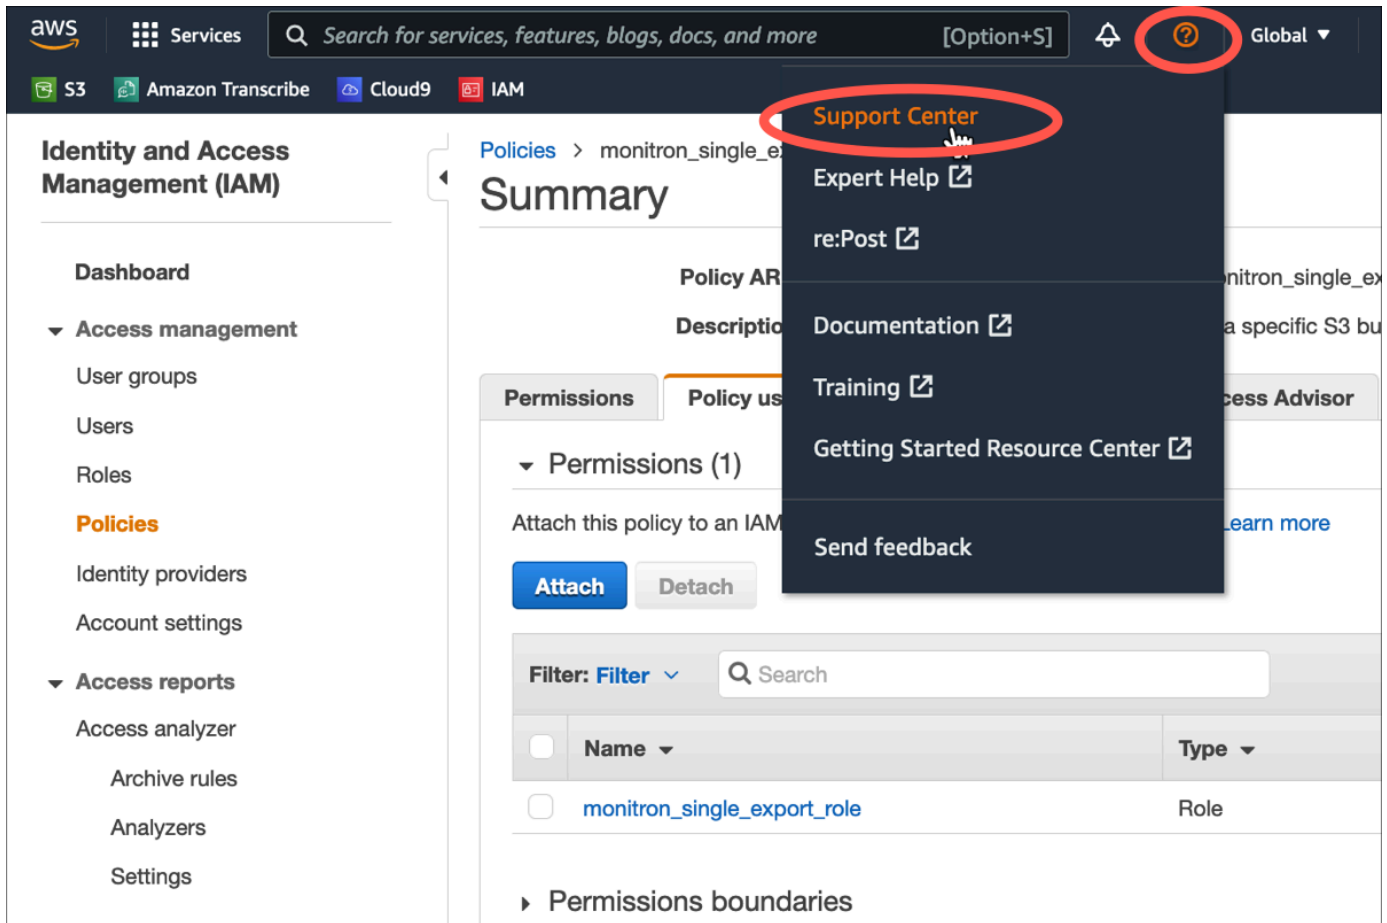 aws Services Search for services, features, blogs, docs, and more [Option+S] Global
S3 Amazon Transcribe Cloud9 IAM
Support Center
Expert Help
re:Post
Documentation
Training
Getting Started Resource Center
Send feedback
Identity and Access
Management (IAM)
Dashboard
Access management
User groups
Users
Roles
Policies
Identity providers
Account settings
Access reports
Access analyzer
Archive rules
Analyzers
Settings
Policies > monitron_single_e
Summary
Policy AR nitron_single_ex
Descriptio a specific S3 bu
Permissions Policy us cess Advisor
Permissions (1)
Attach this policy to an IAM Learn more
Attach Detach
Filter: Filter Search
Name Type
monitron_single_export_role Role
Permissions boundaries